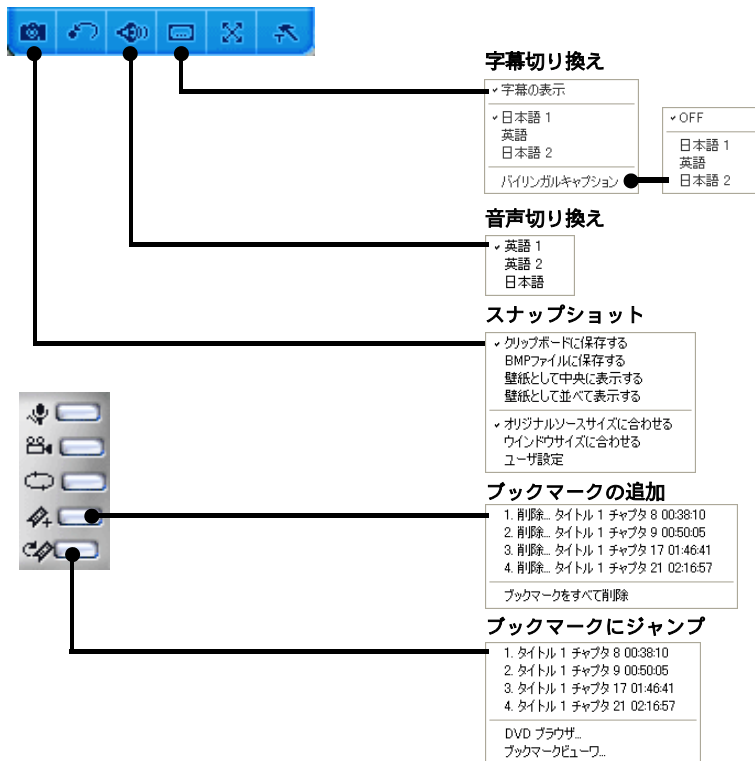 字幕切り換え
✓字幕の表示
✓日本語 1
英語
日本語 2
バイリンガルキャプション
✓OFF
日本語 1
英語
日本語 2
音声切り換え
✓英語 1
英語 2
日本語
スナップショット
✓クリップボードに保存する
BMPファイルに保存する
壁紙として中央に表示する
壁紙として並べて表示する
✓オリジナルソースサイズに合わせる
ウインドウサイズに合わせる
ユーザ設定
ブックマークの追加
1. 削除... タイトル 1 チャプタ 8 00:38:10
2. 削除... タイトル 1 チャプタ 9 00:50:05
3. 削除... タイトル 1 チャプタ 17 01:46:41
4. 削除... タイトル 1 チャプタ 21 02:16:57
ブックマークをすべて削除
ブックマークにジャンプ
1. タイトル 1 チャプタ 8 00:38:10
2. タイトル 1 チャプタ 9 00:50:05
3. タイトル 1 チャプタ 17 01:46:41
4. タイトル 1 チャプタ 21 02:16:57
DVD ブラウザ...
ブックマークビューワ...